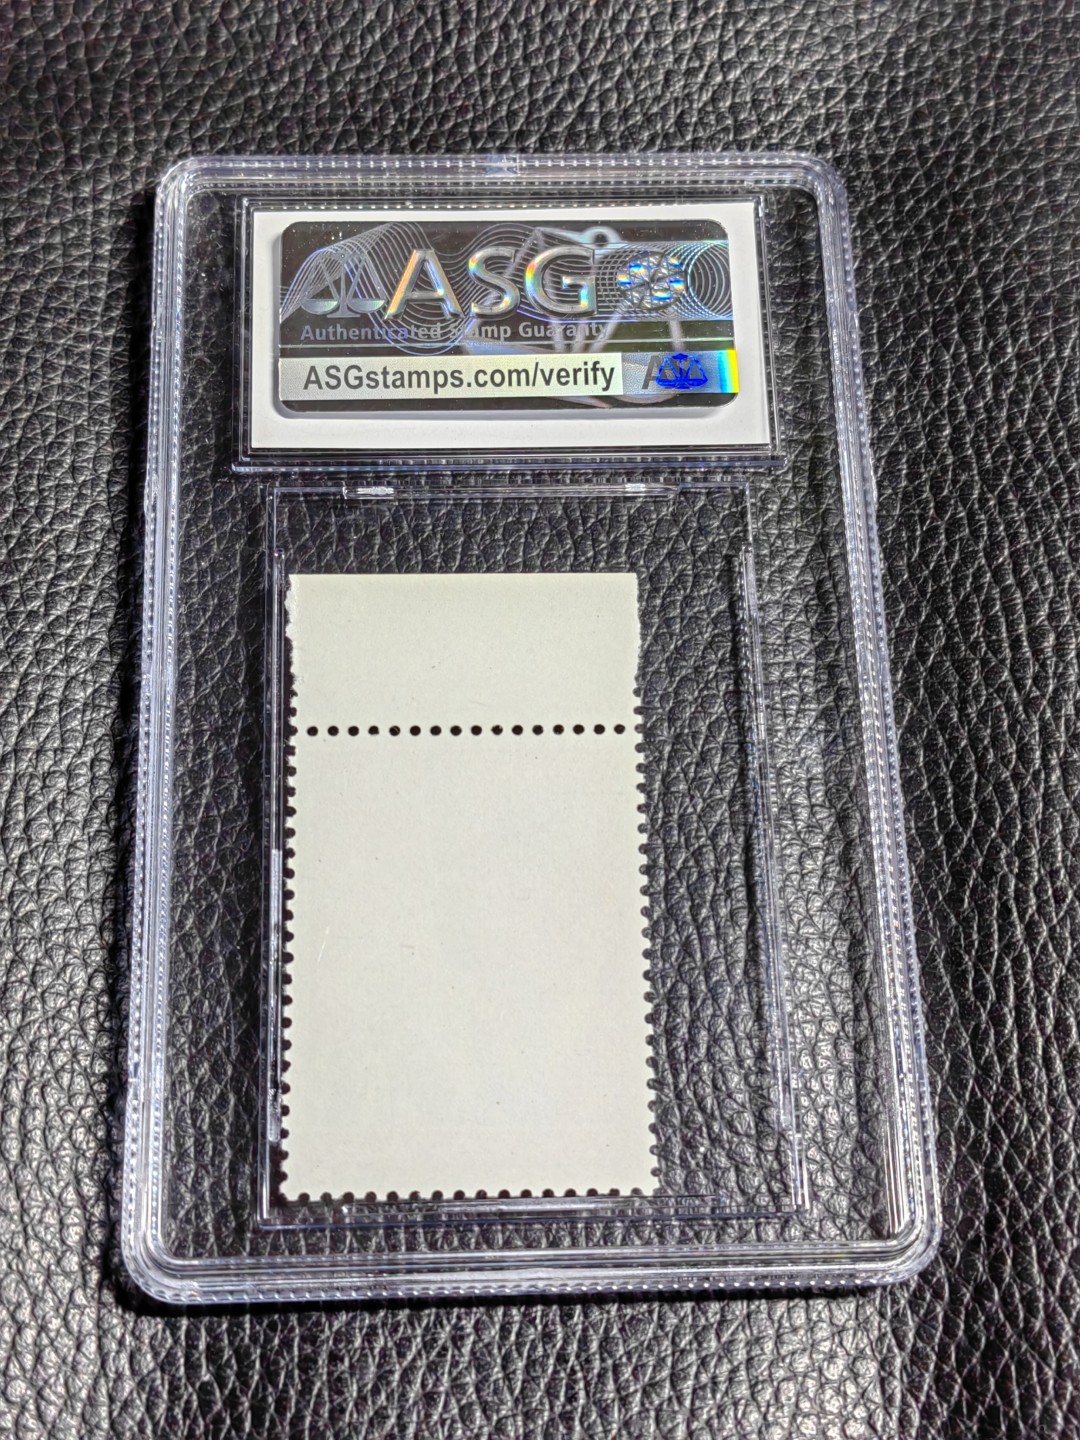 ASG
Authenticated Stamp Guaranty
ASGstamps.com/verify